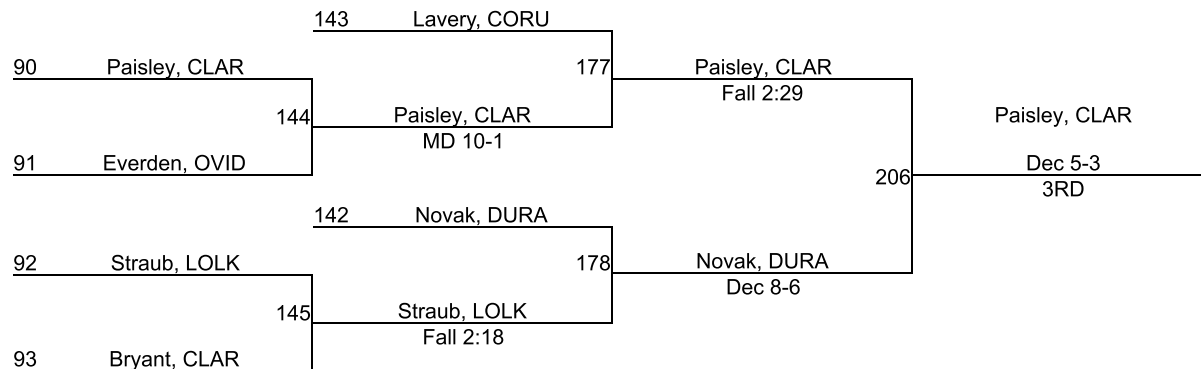 143 Lavery, CORU
90 Paisley, CLAR
177 Paisley, CLAR
Fall 2:29
144 Paisley, CLAR
MD 10-1
Paisley, CLAR
91 Everden, OVID
206 Dec 5-3
3RD
142 Novak, DURA
92 Straub, LOLK
178 Novak, DURA
Dec 8-6
145 Straub, LOLK
Fall 2:18
93 Bryant, CLAR